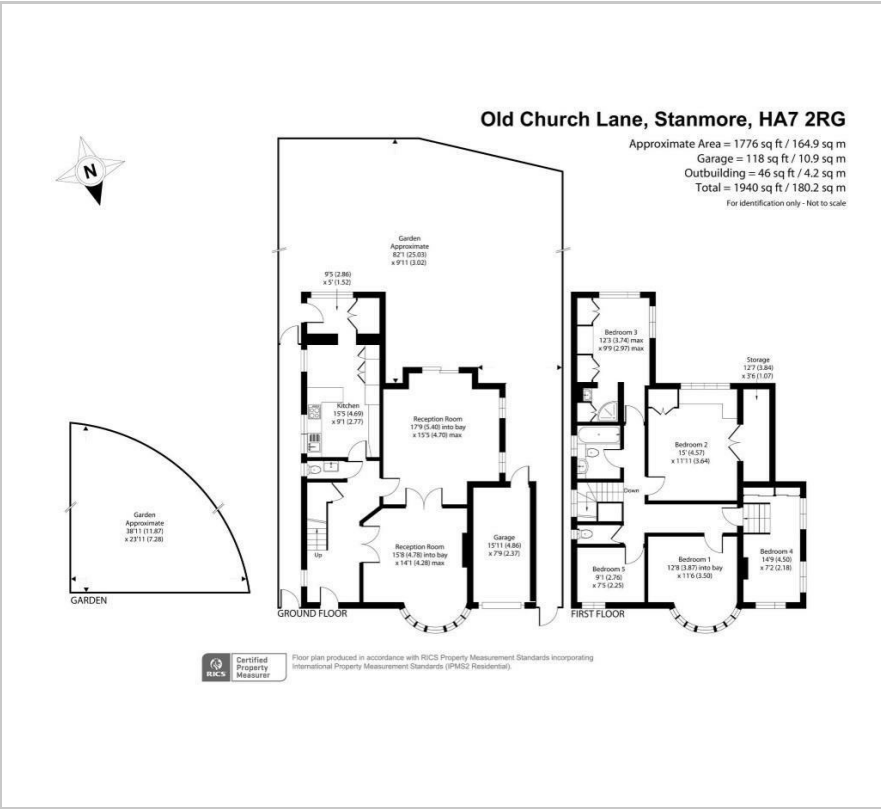 Old Church Lane, Stanmore, HA7 2RG
Approximate Area = 1776 sq ft / 164.9 sq m
Garage = 118 sq ft / 10.9 sq m
Outbuilding = 46 sq ft / 4.2 sq m
Total = 1940 sq ft / 180.2 sq m
For identification only - Not to scale
N
Garden
Approximate
82'1 (25.03)
x 9'11 (3.02)
9'5 (2.86)
x 5' (1.52)
Kitchen
15'5 (4.69)
x 9'1 (2.77)
Reception Room
17'9 (5.40) into bay
x 15'5 (4.70) max
Reception Room
15'8 (4.78) into bay
x 14'1 (4.28) max
Garage
15'11 (4.86)
x 7'9 (2.37)
Up
GROUND FLOOR
Garden
Approximate
38'11 (11.87)
x 23'11 (7.28)
GARDEN
Bedroom 3
12'3 (3.74) max
x 9'9 (2.97) max
Storage
12'7 (3.84)
x 3'6 (1.07)
Bedroom 2
15' (4.57)
x 11'11 (3.64)
Down
Bedroom 1
12'8 (3.87) into bay
x 11'6 (3.50)
Bedroom 4
14'9 (4.50)
x 7'2 (2.18)
Bedroom 5
9'1 (2.76)
x 7'5 (2.25)
FIRST FLOOR
RICS
Certified
Property
Measurer
Floor plan produced in accordance with RICS Property Measurement Standards incorporating
International Property Measurement Standards (IPMS2 Residential).